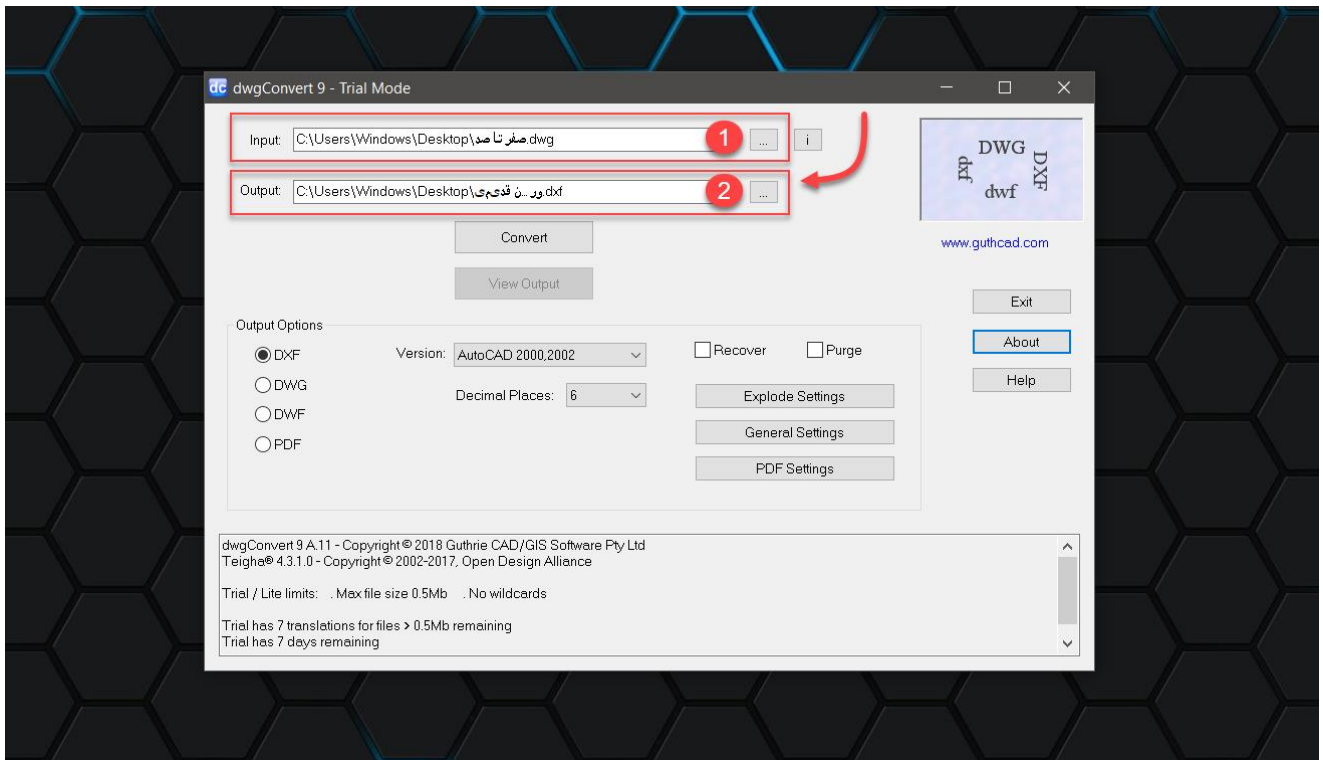 dc dwgConvert 9 - Trial Mode
Input: C:\Users\Windows\Desktop\صفر تا صد.dwg 1 ... i
Output: C:\Users\Windows\Desktop\ور...ن قدیمی.dxf 2 ...
DWG
dxf
DXF
dwf
Convert
www.guthcad.com
View Output
Exit
Output Options
DXF Version: AutoCAD 2000,2002 Recover Purge
About
DWG Decimal Places: 6 Explode Settings
Help
DWF
General Settings
PDF
PDF Settings
dwgConvert 9 A.11 - Copyright © 2018 Guthrie CAD/GIS Software Pty Ltd
Teigha® 4.3.1.0 - Copyright © 2002-2017, Open Design Alliance
Trial / Lite limits: . Max file size 0.5Mb . No wildcards
Trial has 7 translations for files > 0.5Mb remaining
Trial has 7 days remaining